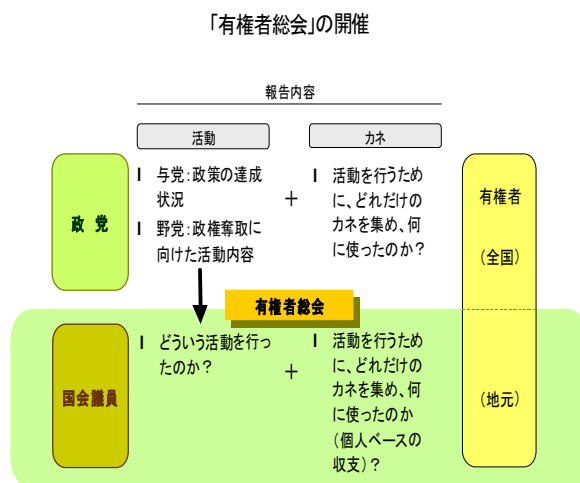 「有権者総会」の開催
報告内容
活動
カネ
政 党
l 与党：政策の達成
状況
l 野党：政権奪取に
向けた活動内容
+
l 活動を行うため
に、どれだけの
カネを集め、何
に使ったのか？
有権者
（全国）
有権者総会
国会議員
l どういう活動を行っ
たのか？
+
l 活動を行うため
に、どれだけの
カネを集め、何
に使ったのか
（個人ベースの
収支）？
（地元）